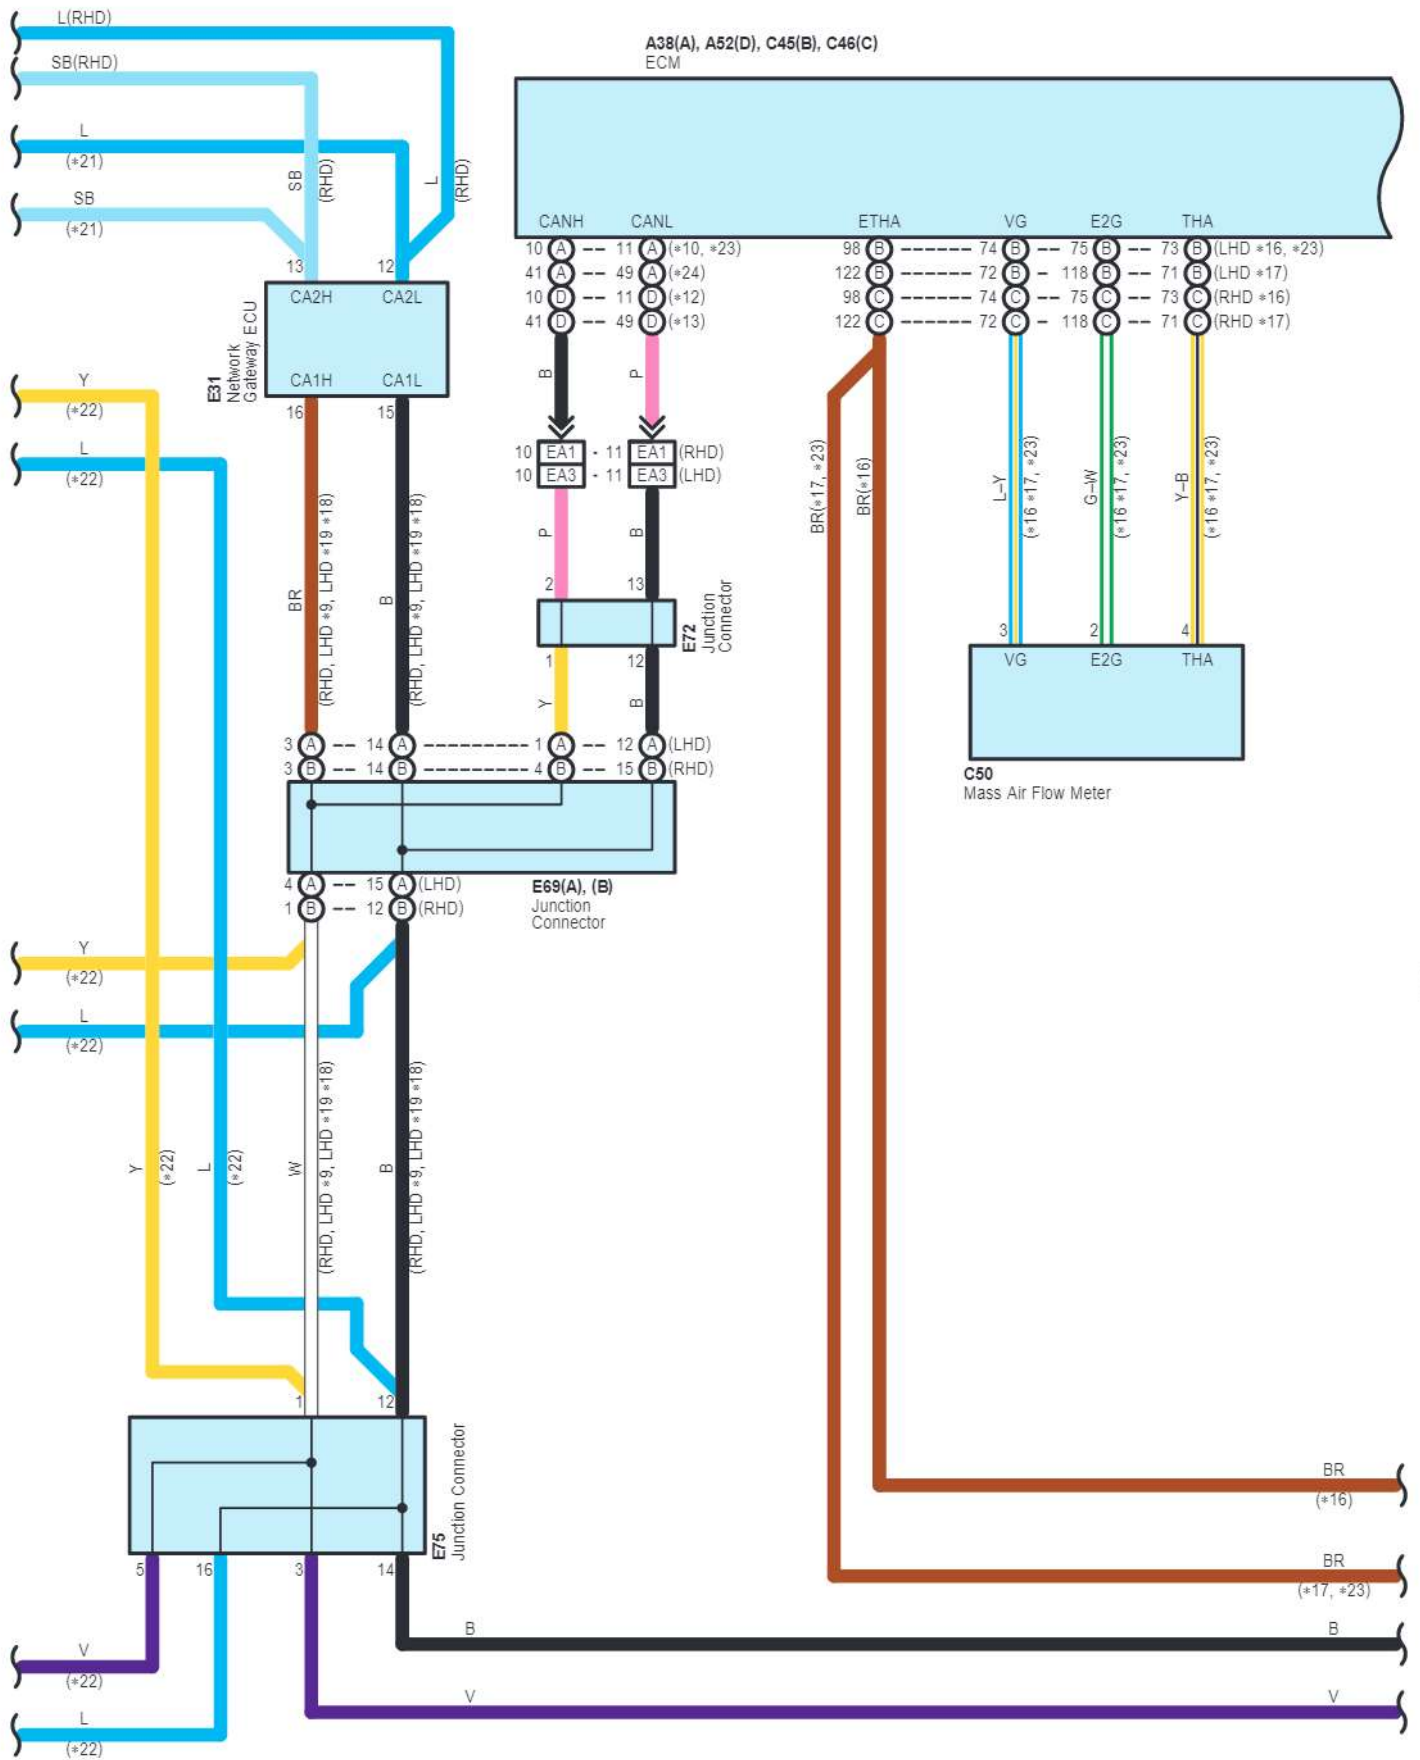 L(RHD)
A38(A), A52(D), C45(B), C46(C)
ECM
SB(RHD)
L
(*21)
SB
(RHD)
L
(RHD)
SB
(*21)
CANH CANL ETHA VG E2G THA
10 A 11 A (*10, *23) 98 B 74 B 75 B 73 B (LHD *16, *23)
41 A 49 A (*24) 122 B 72 B 118 B 71 B (LHD *17)
10 D 11 D (*12) 98 C 74 C 75 C 73 C (RHD *16)
41 D 49 D (*13) 122 C 72 C 118 C 71 C (RHD *17)
13 12
CA2H CA2L
E31
Network
Gateway ECU
CA1H CA1L
16 15
B P
Y
(*22)
L
(*22)
10 EA1 - 11 EA1 (RHD)
10 EA3 - 11 EA3 (LHD)
BR(*17, *23)
BR(*16)
L–Y
(*16 *17, *23)
G–W
(*16 *17, *23)
Y–B
(*16 *17, *23)
BR
(RHD, LHD *9, LHD *19 *18)
B
(RHD, LHD *9, LHD *19 *18)
P B
2 13
E72
Junction
Connector
1 12
3 2 4
VG E2G THA
Y B
3 A 14 A 1 A 12 A (LHD)
3 B 14 B 4 B 15 B (RHD)
C50
Mass Air Flow Meter
4 A 15 A (LHD)
1 B 12 B (RHD)
E69(A), (B)
Junction
Connector
Y
(*22)
L
(*22)
Y
(*22)
L
(*22)
W
(RHD, LHD *9, LHD *19 *18)
B
(RHD, LHD *9, LHD *19 *18)
1 12
E75
Junction Connector
5 16 3 14
BR
(*16)
BR
(*17, *23)
B B
V
(*22)
V V
L
(*22)